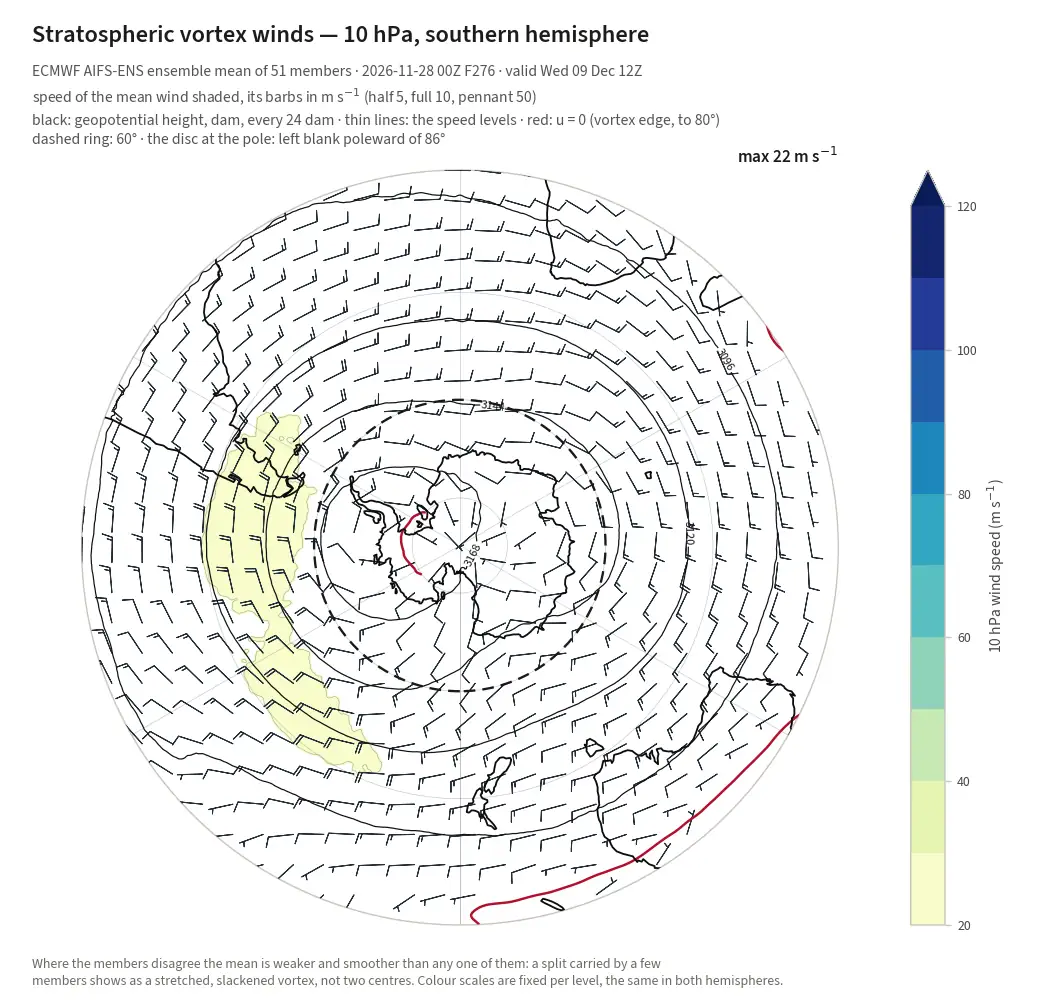 Stratospheric vortex winds — 10 hPa, southern hemisphere
ECMWF AIFS-ENS ensemble mean of 51 members · 2026-11-28 00Z F276 · valid Wed 09 Dec 12Z
speed of the mean wind shaded, its barbs in m s⁻¹ (half 5, full 10, pennant 50)
black: geopotential height, dam, every 24 dam · thin lines: the speed levels · red: u = 0 (vortex edge, to 80°)
dashed ring: 60° · the disc at the pole: left blank poleward of 86°
max 22 m s⁻¹
120
100
80
60
40
20
10 hPa wind speed (m s⁻¹)
3096
3144
3120
3168
Where the members disagree the mean is weaker and smoother than any one of them: a split carried by a few
members shows as a stretched, slackened vortex, not two centres. Colour scales are fixed per level, the same in both hemispheres.